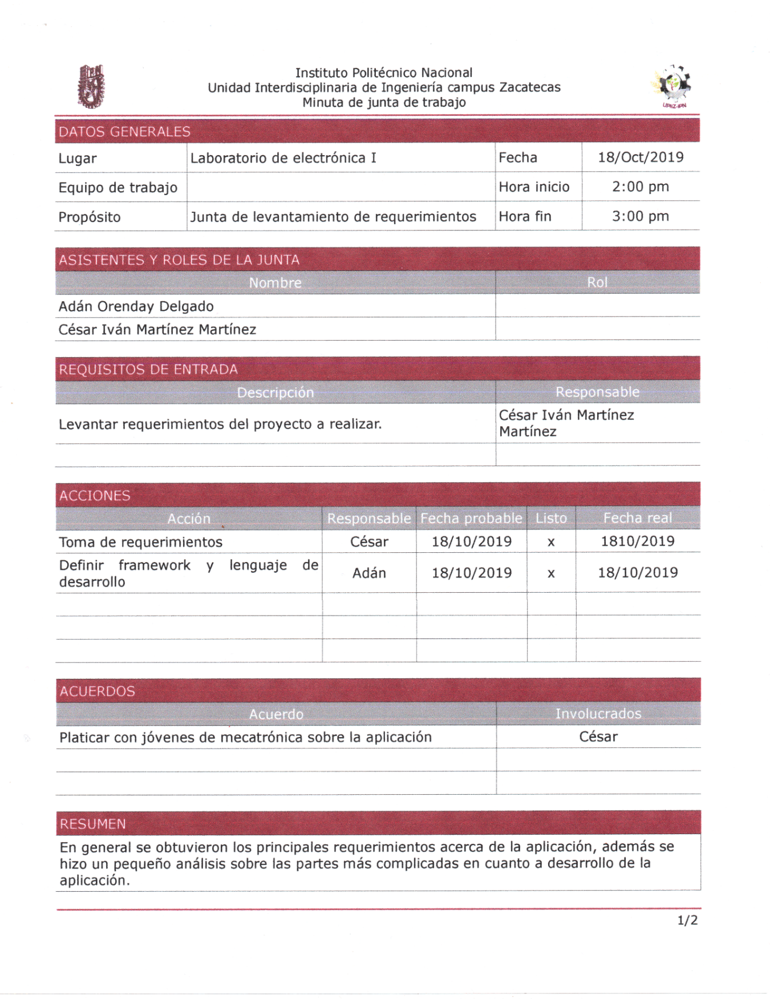 Instituto Politécnico Nacional
Unidad Interdisciplinaria de Ingeniería campus Zacatecas
Minuta de junta de trabajo
UPIIZ-IPN
DATOS GENERALES
Lugar Laboratorio de electrónica I Fecha 18/Oct/2019
Equipo de trabajo Hora inicio 2:00 pm
Propósito Junta de levantamiento de requerimientos Hora fin 3:00 pm
ASISTENTES Y ROLES DE LA JUNTA
Nombre Rol
Adán Orenday Delgado
César Iván Martínez Martínez
REQUISITOS DE ENTRADA
Descripción Responsable
Levantar requerimientos del proyecto a realizar.
César Iván Martínez
Martínez
ACCIONES
Acción Responsable Fecha probable Listo Fecha real
Toma de requerimientos César 18/10/2019 x 1810/2019
Definir framework y lenguaje de
desarrollo
Adán 18/10/2019 x 18/10/2019
ACUERDOS
Acuerdo Involucrados
Platicar con jóvenes de mecatrónica sobre la aplicación César
RESUMEN
En general se obtuvieron los principales requerimientos acerca de la aplicación, además se
hizo un pequeño análisis sobre las partes más complicadas en cuanto a desarrollo de la
aplicación.
1/2